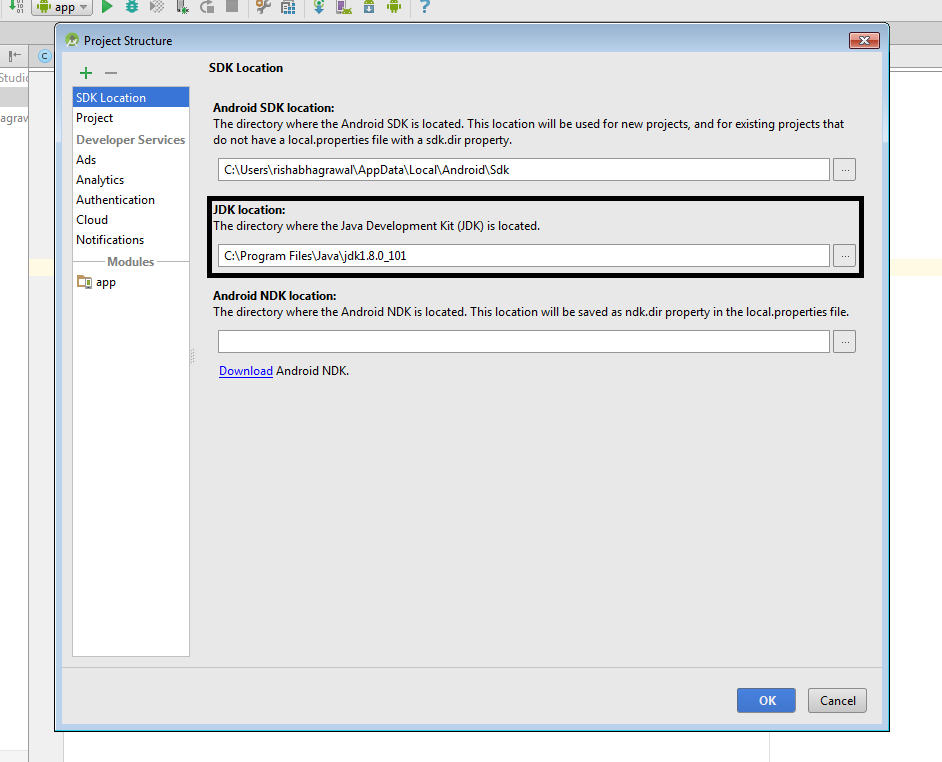 app
Project Structure
Studio
agraw
SDK Location
Project
Developer Services
Ads
Analytics
Authentication
Cloud
Notifications
Modules
app
SDK Location
Android SDK location:
The directory where the Android SDK is located. This location will be used for new projects, and for existing projects that
do not have a local.properties file with a sdk.dir property.
C:\Users\rishabhagrawal\AppData\Local\Android\Sdk
...
JDK location:
The directory where the Java Development Kit (JDK) is located.
C:\Program Files\Java\jdk1.8.0_101
...
Android NDK location:
The directory where the Android NDK is located. This location will be saved as ndk.dir property in the local.properties file.
...
Download Android NDK.
OK
Cancel